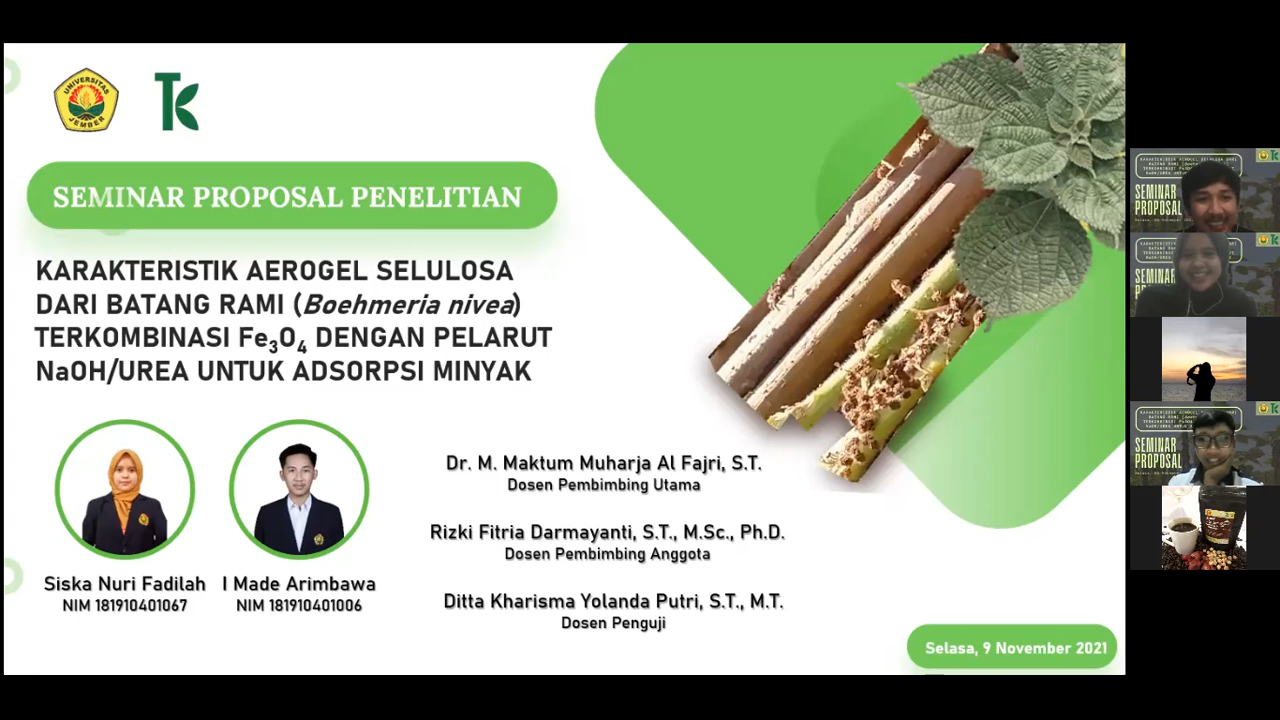 UNIVERSITAS
JEMBER
TK
SEMINAR PROPOSAL PENELITIAN
KARAKTERISTIK AEROGEL SELULOSA
DARI BATANG RAMI (Boehmeria nivea)
TERKOMBINASI Fe₃O₄ DENGAN PELARUT
NaOH/UREA UNTUK ADSORPSI MINYAK
Siska Nuri Fadilah
NIM 181910401067
I Made Arimbawa
NIM 181910401006
Dr. M. Maktum Muharja Al Fajri, S.T.
Dosen Pembimbing Utama
Rizki Fitria Darmayanti, S.T., M.Sc., Ph.D.
Dosen Pembimbing Anggota
Ditta Kharisma Yolanda Putri, S.T., M.T.
Dosen Penguji
Selasa, 9 November 2021
SEMINAR
PROPOSAL
SEMINAR
SEMINAR
PROPOSAL